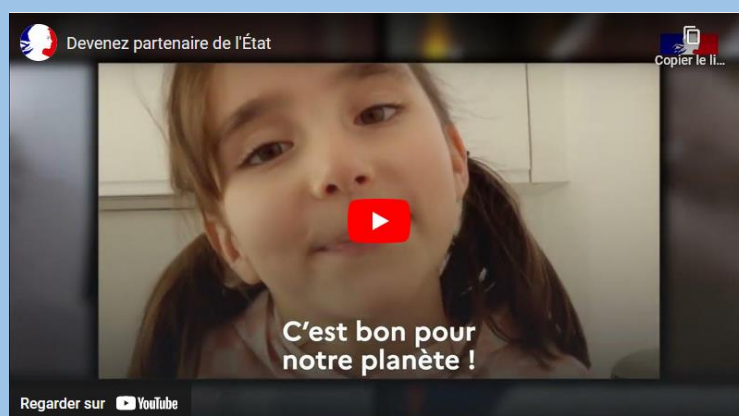 Devenez partenaire de l'État
Copier le li...
C'est bon pour
notre planète !
Regarder sur YouTube